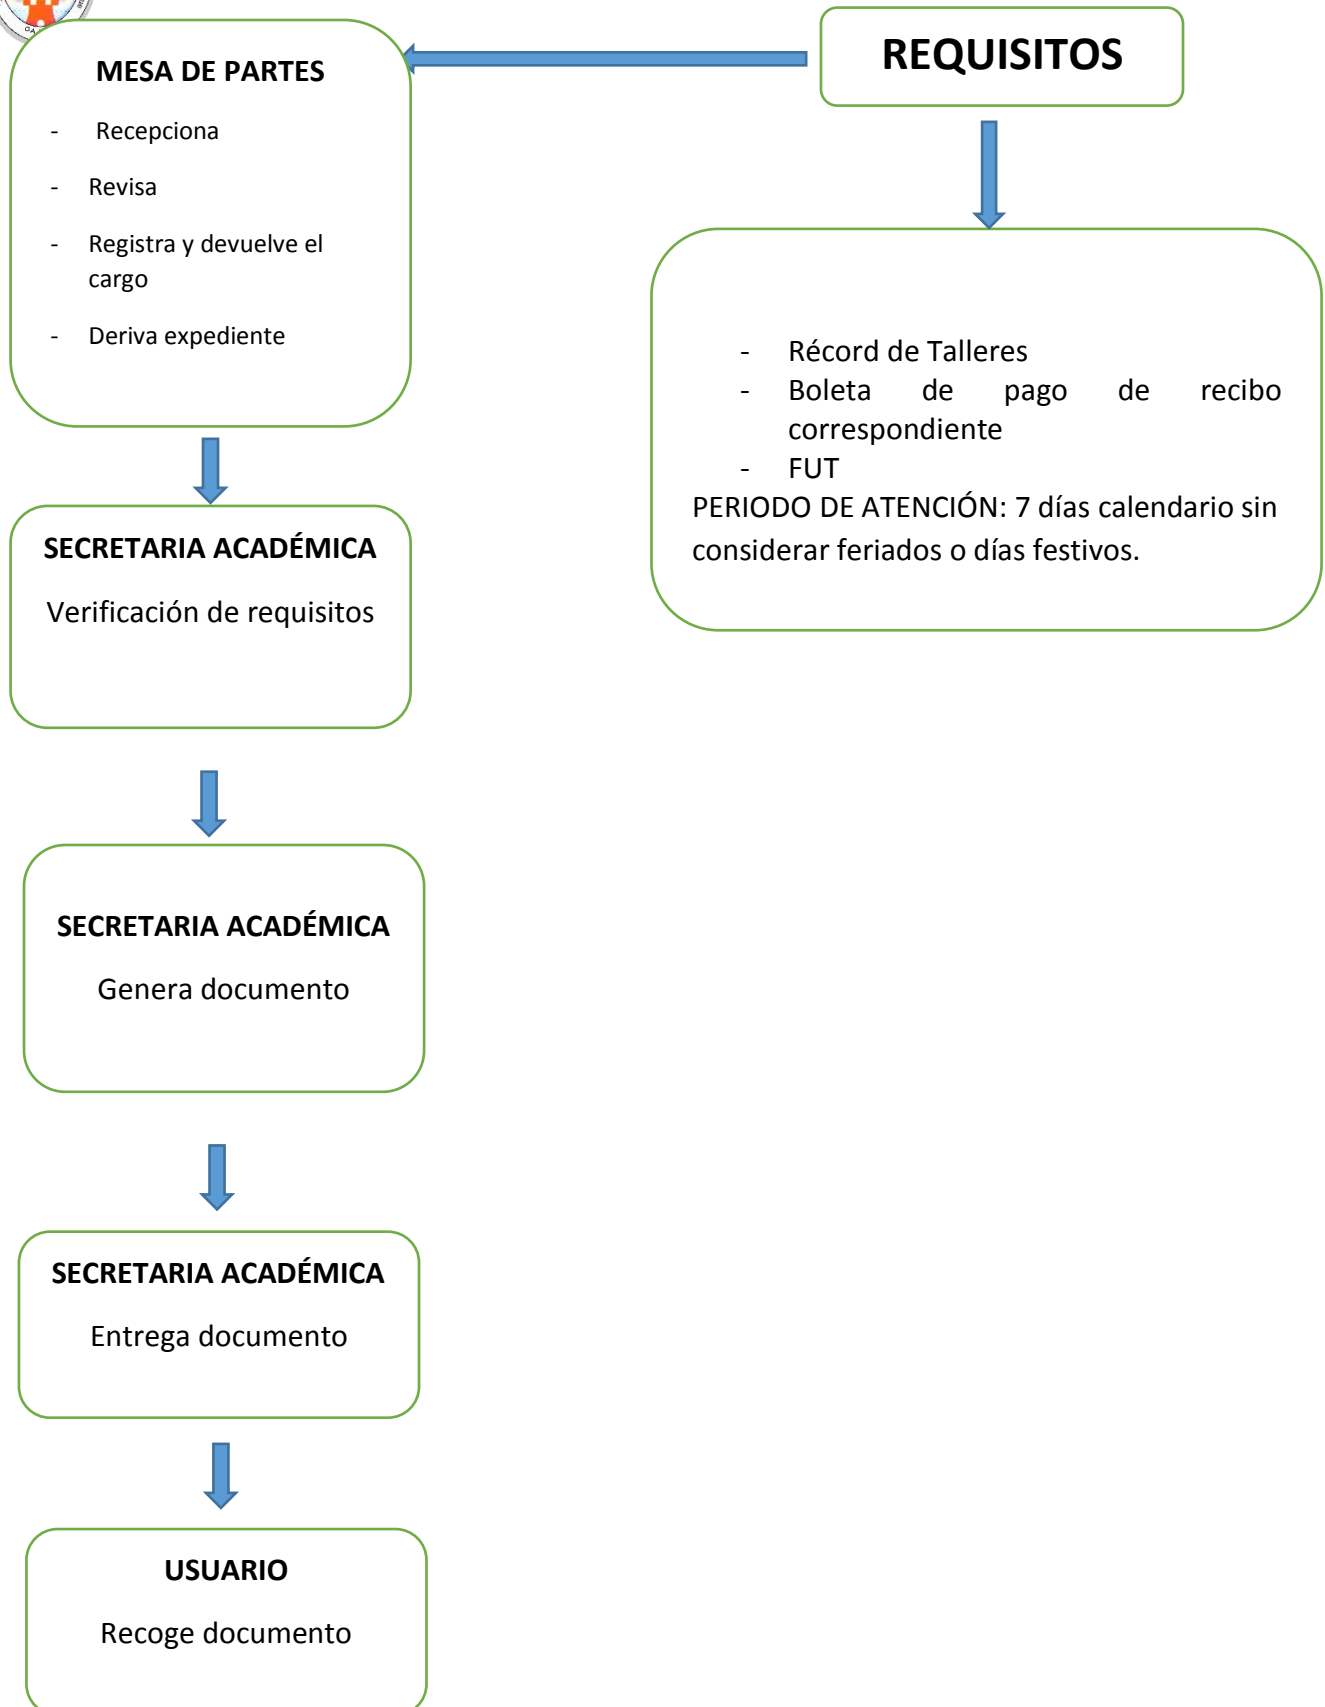 REQUISITOS
MESA DE PARTES
- Recepciona
- Revisa
- Registra y devuelve el
cargo
- Deriva expediente
- Récord de Talleres
- Boleta de pago de recibo
correspondiente
- FUT
PERIODO DE ATENCIÓN: 7 días calendario sin
considerar feriados o días festivos.
SECRETARIA ACADÉMICA
Verificación de requisitos
SECRETARIA ACADÉMICA
Genera documento
SECRETARIA ACADÉMICA
Entrega documento
USUARIO
Recoge documento